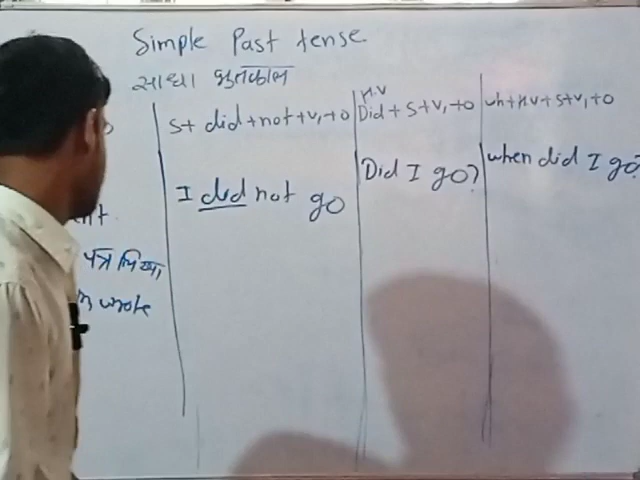 Simple Past tense
साधा भुतकाळ
H.V
S+ did+not+V₁+O Did+S+V₁+O wh+H.V+S+V₁+O
I did not go Did I go? when did I go?
पत्र लिहिला
wrote